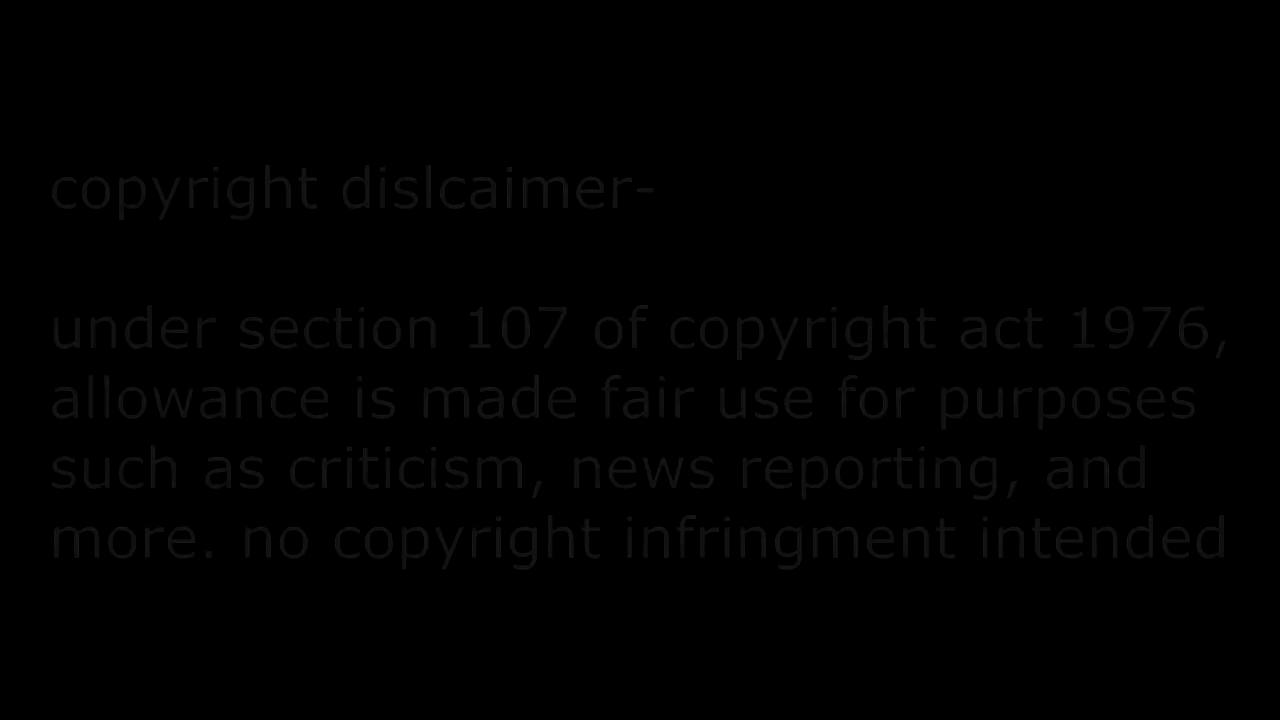 copyright dislcaimer-
under section 107 of copyright act 1976,
allowance is made fair use for purposes
such as criticism, news reporting, and
more. no copyright infringment intended